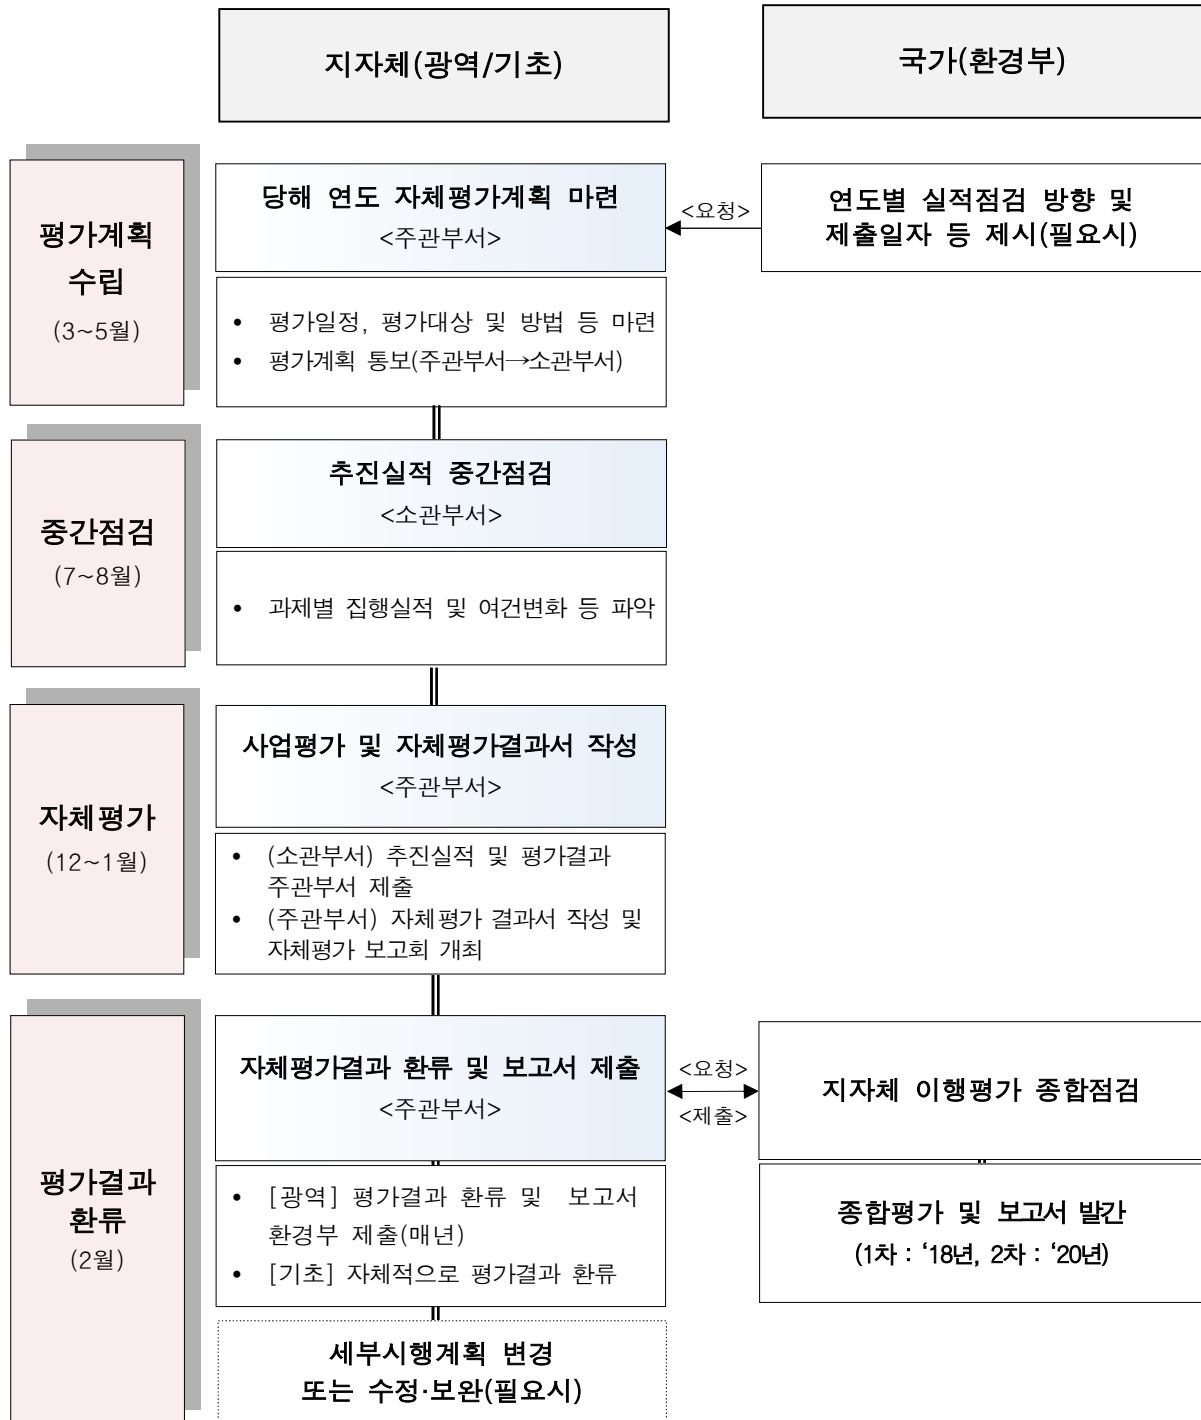 지자체(광역/기초)
국가(환경부)
평가계획
수립
(3~5월)
당해 연도 자체평가계획 마련
<주관부서>
<요청>
연도별 실적점검 방향 및
제출일자 등 제시(필요시)
• 평가일정, 평가대상 및 방법 등 마련
• 평가계획 통보(주관부서→소관부서)
중간점검
(7~8월)
추진실적 중간점검
<소관부서>
• 과제별 집행실적 및 여건변화 등 파악
자체평가
(12~1월)
사업평가 및 자체평가결과서 작성
<주관부서>
• (소관부서) 추진실적 및 평가결과
주관부서 제출
• (주관부서) 자체평가 결과서 작성 및
자체평가 보고회 개최
평가결과
환류
(2월)
자체평가결과 환류 및 보고서 제출
<주관부서>
<요청>
<제출>
지자체 이행평가 종합점검
• [광역] 평가결과 환류 및 보고서
환경부 제출(매년)
• [기초] 자체적으로 평가결과 환류
종합평가 및 보고서 발간
(1차 : ‘18년, 2차 : ‘20년)
세부시행계획 변경
또는 수정·보완(필요시)